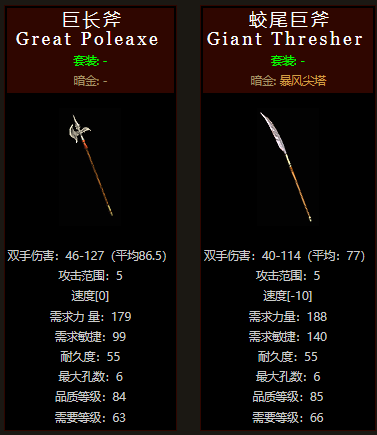 巨长斧
Great Poleaxe
套装: -
暗金: -
双手伤害：46-127（平均86.5）
攻击范围：5
速度[0]
需求力 量：179
需求敏捷：99
耐久度：55
最大孔数：6
品质等级：84
需要等级：63
蛟尾巨斧
Giant Thresher
套装: -
暗金: 暴风尖塔
双手伤害：40-114（平均：77）
攻击范围：5
速度[-10]
需求力量：188
需求敏捷：140
耐久度：55
最大孔数：6
品质等级：85
需要等级：66